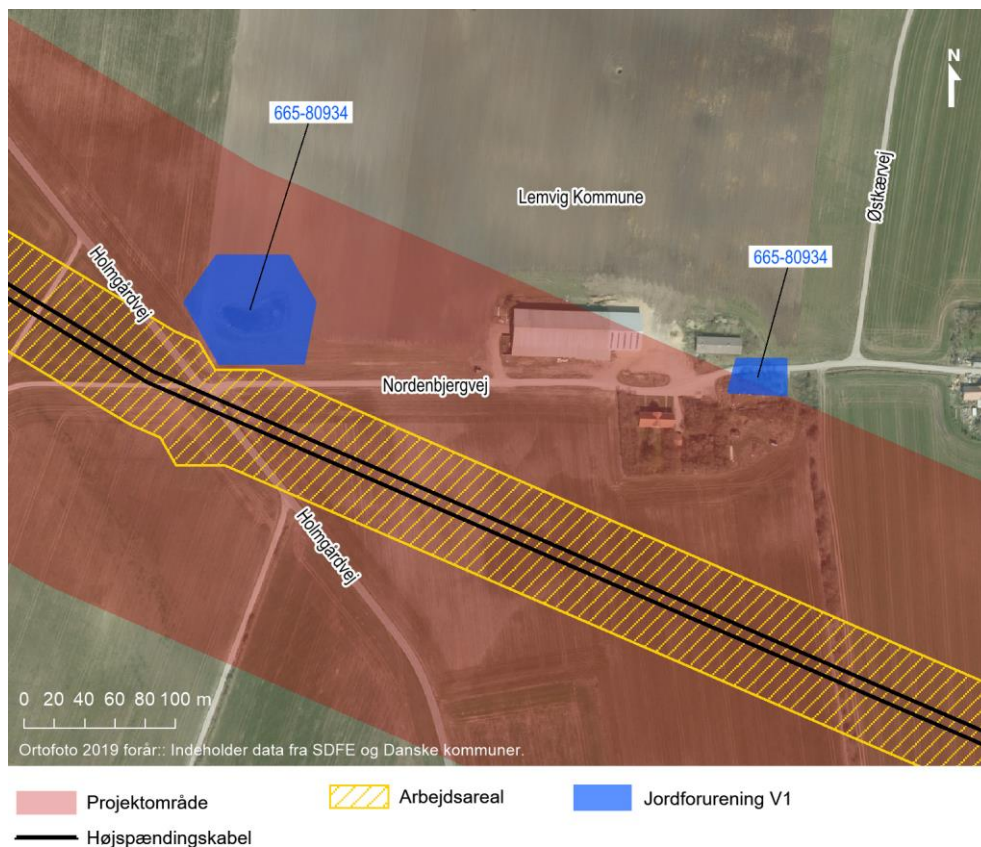 665-80934
N
Lemvig Kommune
Østkærvej
Holmgårdvej
665-80934
Nordenbjergvej
Holmgårdvej
0 20 40 60 80 100 m
Ortofoto 2019 forår:: Indeholder data fra SDFE og Danske kommuner.
Projektområde
Arbejdsareal
Jordforurening V1
Højspændingskabel